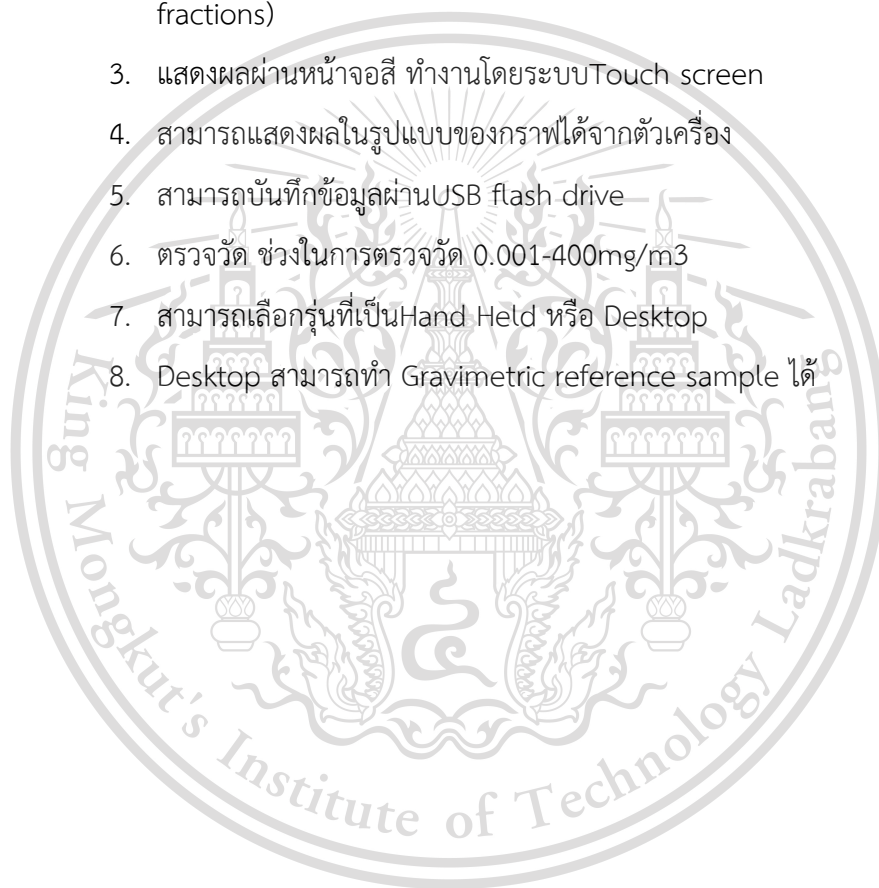 fractions)
3. แสดงผลผ่านหน้าจอสี ทำงานโดยระบบTouch screen
4. สามารถแสดงผลในรูปแบบของกราฟได้จากตัวเครื่อง
5. สามารถบันทึกข้อมูลผ่านUSB flash drive
6. ตรวจวัด ช่วงในการตรวจวัด 0.001-400mg/m3
7. สามารถเลือกรุ่นที่เป็นHand Held หรือ Desktop
8. Desktop สามารถทำ Gravimetric reference sample ได้
King Mongkut's Institute of Technology Ladkrabang